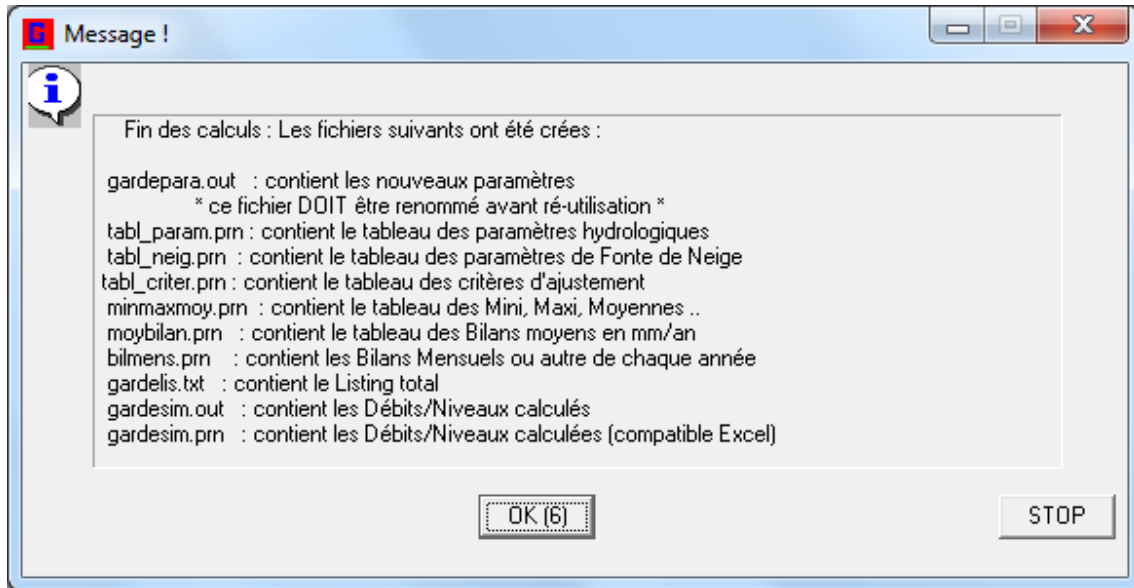 G Message !
i
Fin des calculs : Les fichiers suivants ont été crées :
gardepara.out : contient les nouveaux paramètres
* ce fichier DOIT être renommé avant ré-utilisation *
tabl_param.prn : contient le tableau des paramètres hydrologiques
tabl_neig.prn : contient le tableau des paramètres de Fonte de Neige
tabl_criter.prn : contient le tableau des critères d'ajustement
minmaxmoy.prn : contient le tableau des Mini, Maxi, Moyennes ..
moybilan.prn : contient le tableau des Bilans moyens en mm/an
bilmens.prn : contient les Bilans Mensuels ou autre de chaque année
gardelis.txt : contient le Listing total
gardesim.out : contient les Débits/Niveaux calculés
gardesim.prn : contient les Débits/Niveaux calculées (compatible Excel)
OK (6) STOP